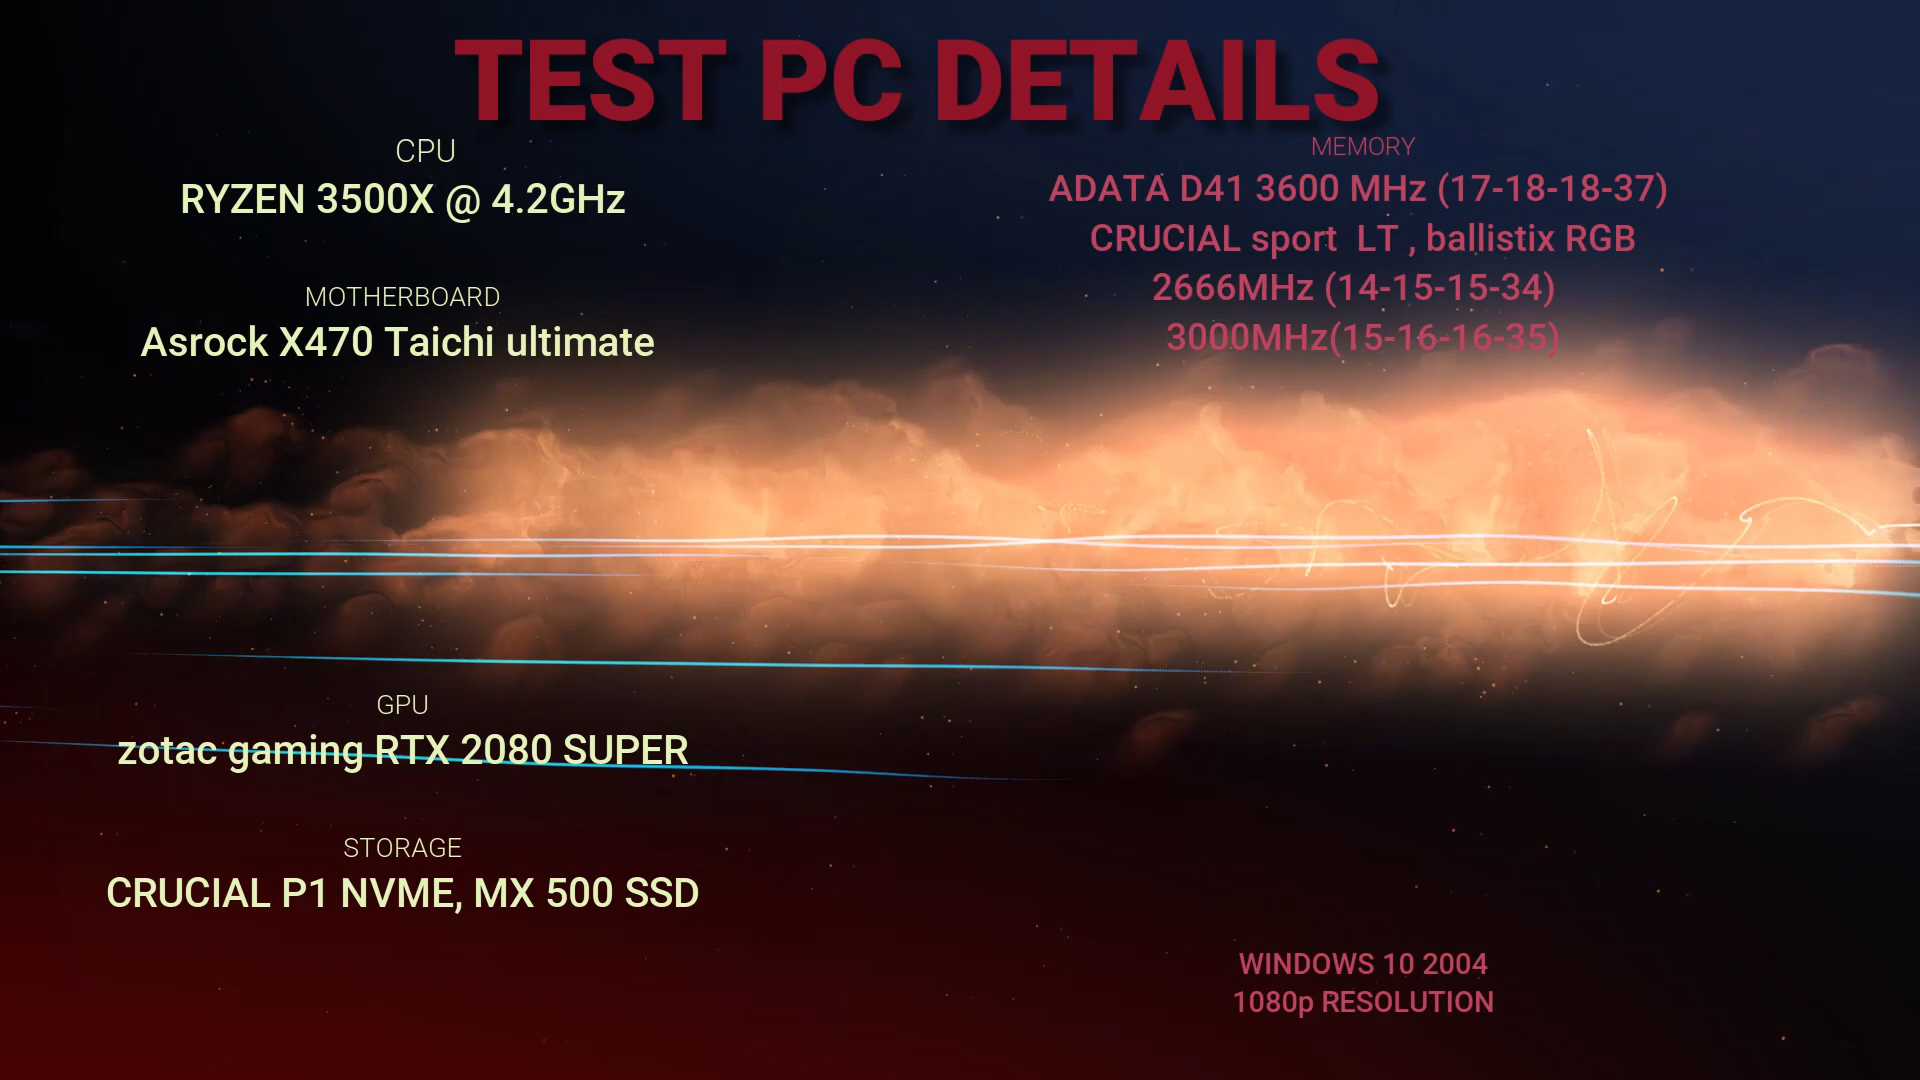 TEST PC DETAILS
CPU
RYZEN 3500X @ 4.2GHz
MOTHERBOARD
Asrock X470 Taichi ultimate
GPU
zotac gaming RTX 2080 SUPER
STORAGE
CRUCIAL P1 NVME, MX 500 SSD
MEMORY
ADATA D41 3600 MHz (17-18-18-37)
CRUCIAL sport LT , ballistix RGB
2666MHz (14-15-15-34)
3000MHz(15-16-16-35)
WINDOWS 10 2004
1080p RESOLUTION